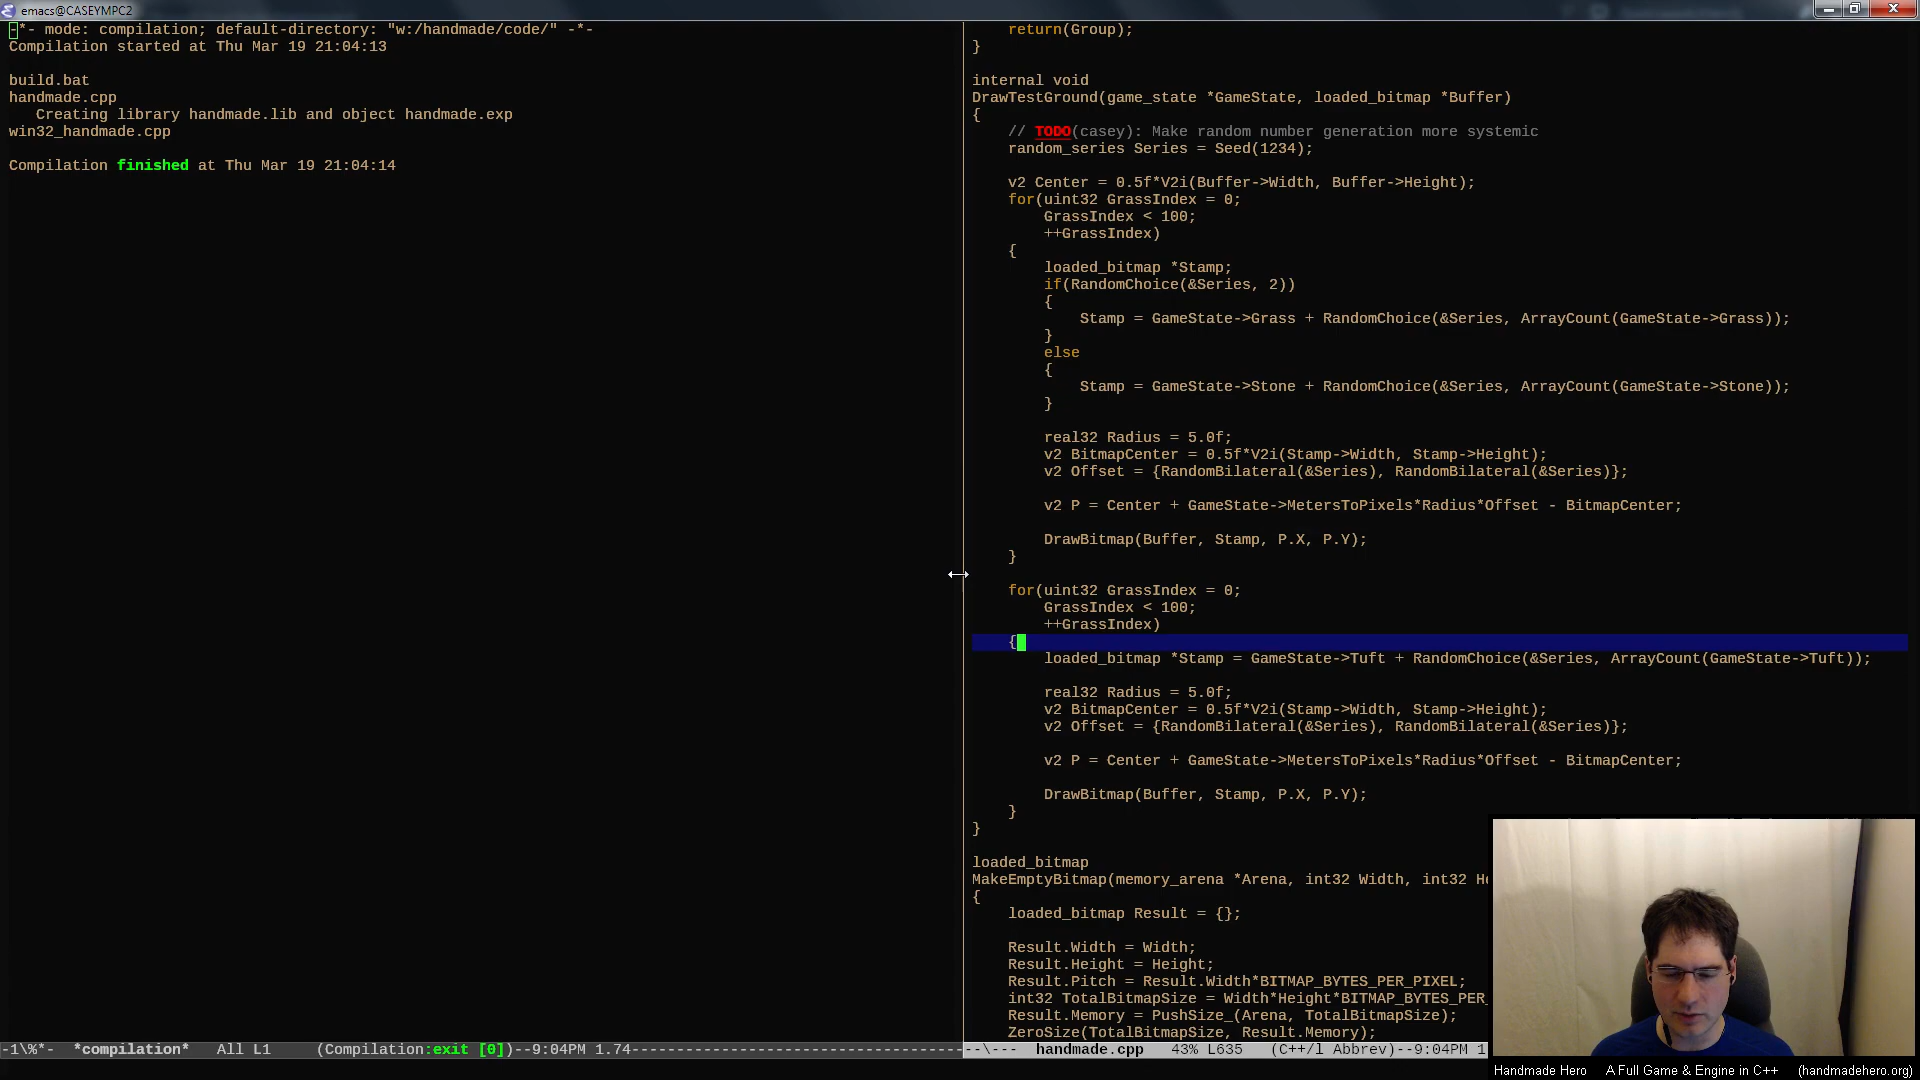 emacs@CASEYMPC2
-*- mode: compilation; default-directory: "w:/handmade/code/" -*-
Compilation started at Thu Mar 19 21:04:13
build.bat
handmade.cpp
   Creating library handmade.lib and object handmade.exp
win32_handmade.cpp
Compilation finished at Thu Mar 19 21:04:14
-1\%*-  *compilation*   All L1     (Compilation:exit [0])--9:04PM 1.74
    return(Group);
}
internal void
DrawTestGround(game_state *GameState, loaded_bitmap *Buffer)
{
    // TODO(casey): Make random number generation more systemic
    random_series Series = Seed(1234);
    v2 Center = 0.5f*V2i(Buffer->Width, Buffer->Height);
    for(uint32 GrassIndex = 0;
        GrassIndex < 100;
        ++GrassIndex)
    {
        loaded_bitmap *Stamp;
        if(RandomChoice(&Series, 2))
        {
            Stamp = GameState->Grass + RandomChoice(&Series, ArrayCount(GameState->Grass));
        }
        else
        {
            Stamp = GameState->Stone + RandomChoice(&Series, ArrayCount(GameState->Stone));
        }
        real32 Radius = 5.0f;
        v2 BitmapCenter = 0.5f*V2i(Stamp->Width, Stamp->Height);
        v2 Offset = {RandomBilateral(&Series), RandomBilateral(&Series)};
        v2 P = Center + GameState->MetersToPixels*Radius*Offset - BitmapCenter;
        DrawBitmap(Buffer, Stamp, P.X, P.Y);
    }
    for(uint32 GrassIndex = 0;
        GrassIndex < 100;
        ++GrassIndex)
    {
        loaded_bitmap *Stamp = GameState->Tuft + RandomChoice(&Series, ArrayCount(GameState->Tuft));
        real32 Radius = 5.0f;
        v2 BitmapCenter = 0.5f*V2i(Stamp->Width, Stamp->Height);
        v2 Offset = {RandomBilateral(&Series), RandomBilateral(&Series)};
        v2 P = Center + GameState->MetersToPixels*Radius*Offset - BitmapCenter;
        DrawBitmap(Buffer, Stamp, P.X, P.Y);
    }
}
loaded_bitmap
MakeEmptyBitmap(memory_arena *Arena, int32 Width, int32 He
{
    loaded_bitmap Result = {};
    Result.Width = Width;
    Result.Height = Height;
    Result.Pitch = Result.Width*BITMAP_BYTES_PER_PIXEL;
    int32 TotalBitmapSize = Width*Height*BITMAP_BYTES_PER_
    Result.Memory = PushSize_(Arena, TotalBitmapSize);
    ZeroSize(TotalBitmapSize, Result.Memory);
--\---  handmade.cpp   43% L635   (C++/l Abbrev)--9:04PM 1
Handmade Hero    A Full Game & Engine in C++    (handmadehero.org)